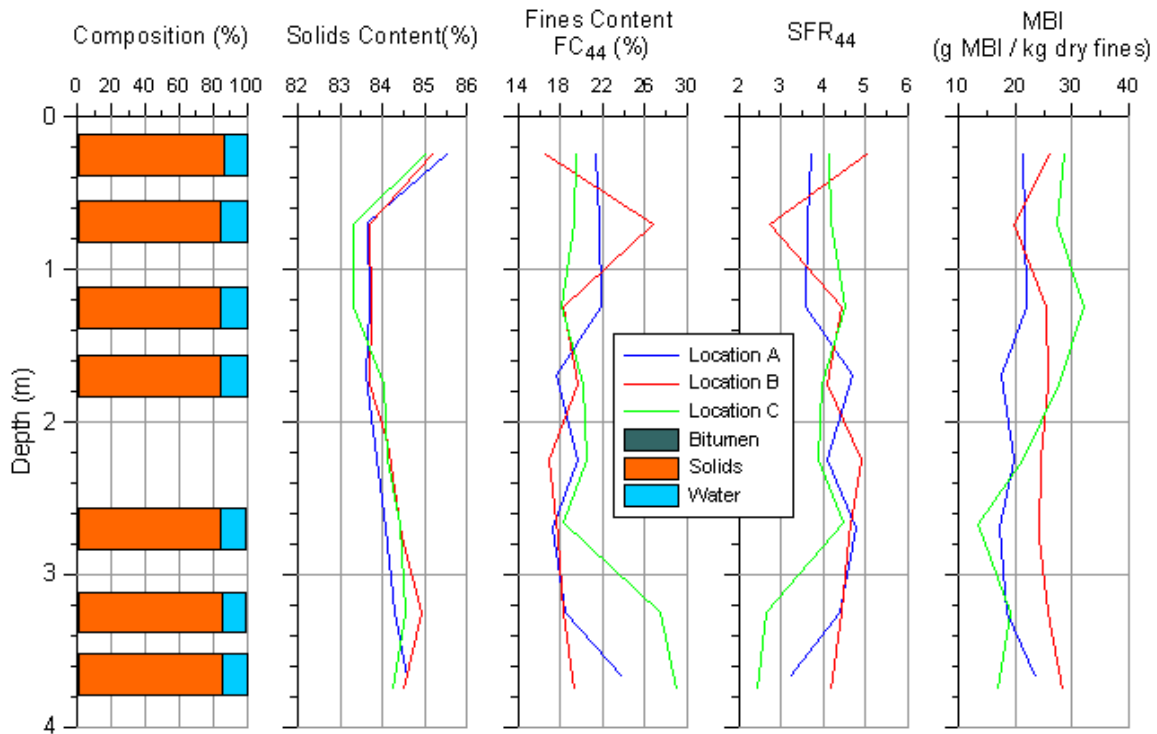 Composition (%)
Solids Content(%)
Fines Content
FC44 (%)
SFR44
MBI
(g MBI / kg dry fines)
0 20 40 60 80 100
82 83 84 85 86
14 18 22 26 30
2 3 4 5 6
10 20 30 40
0
1
2
3
4
Depth (m)
Location A
Location B
Location C
Bitumen
Solids
Water